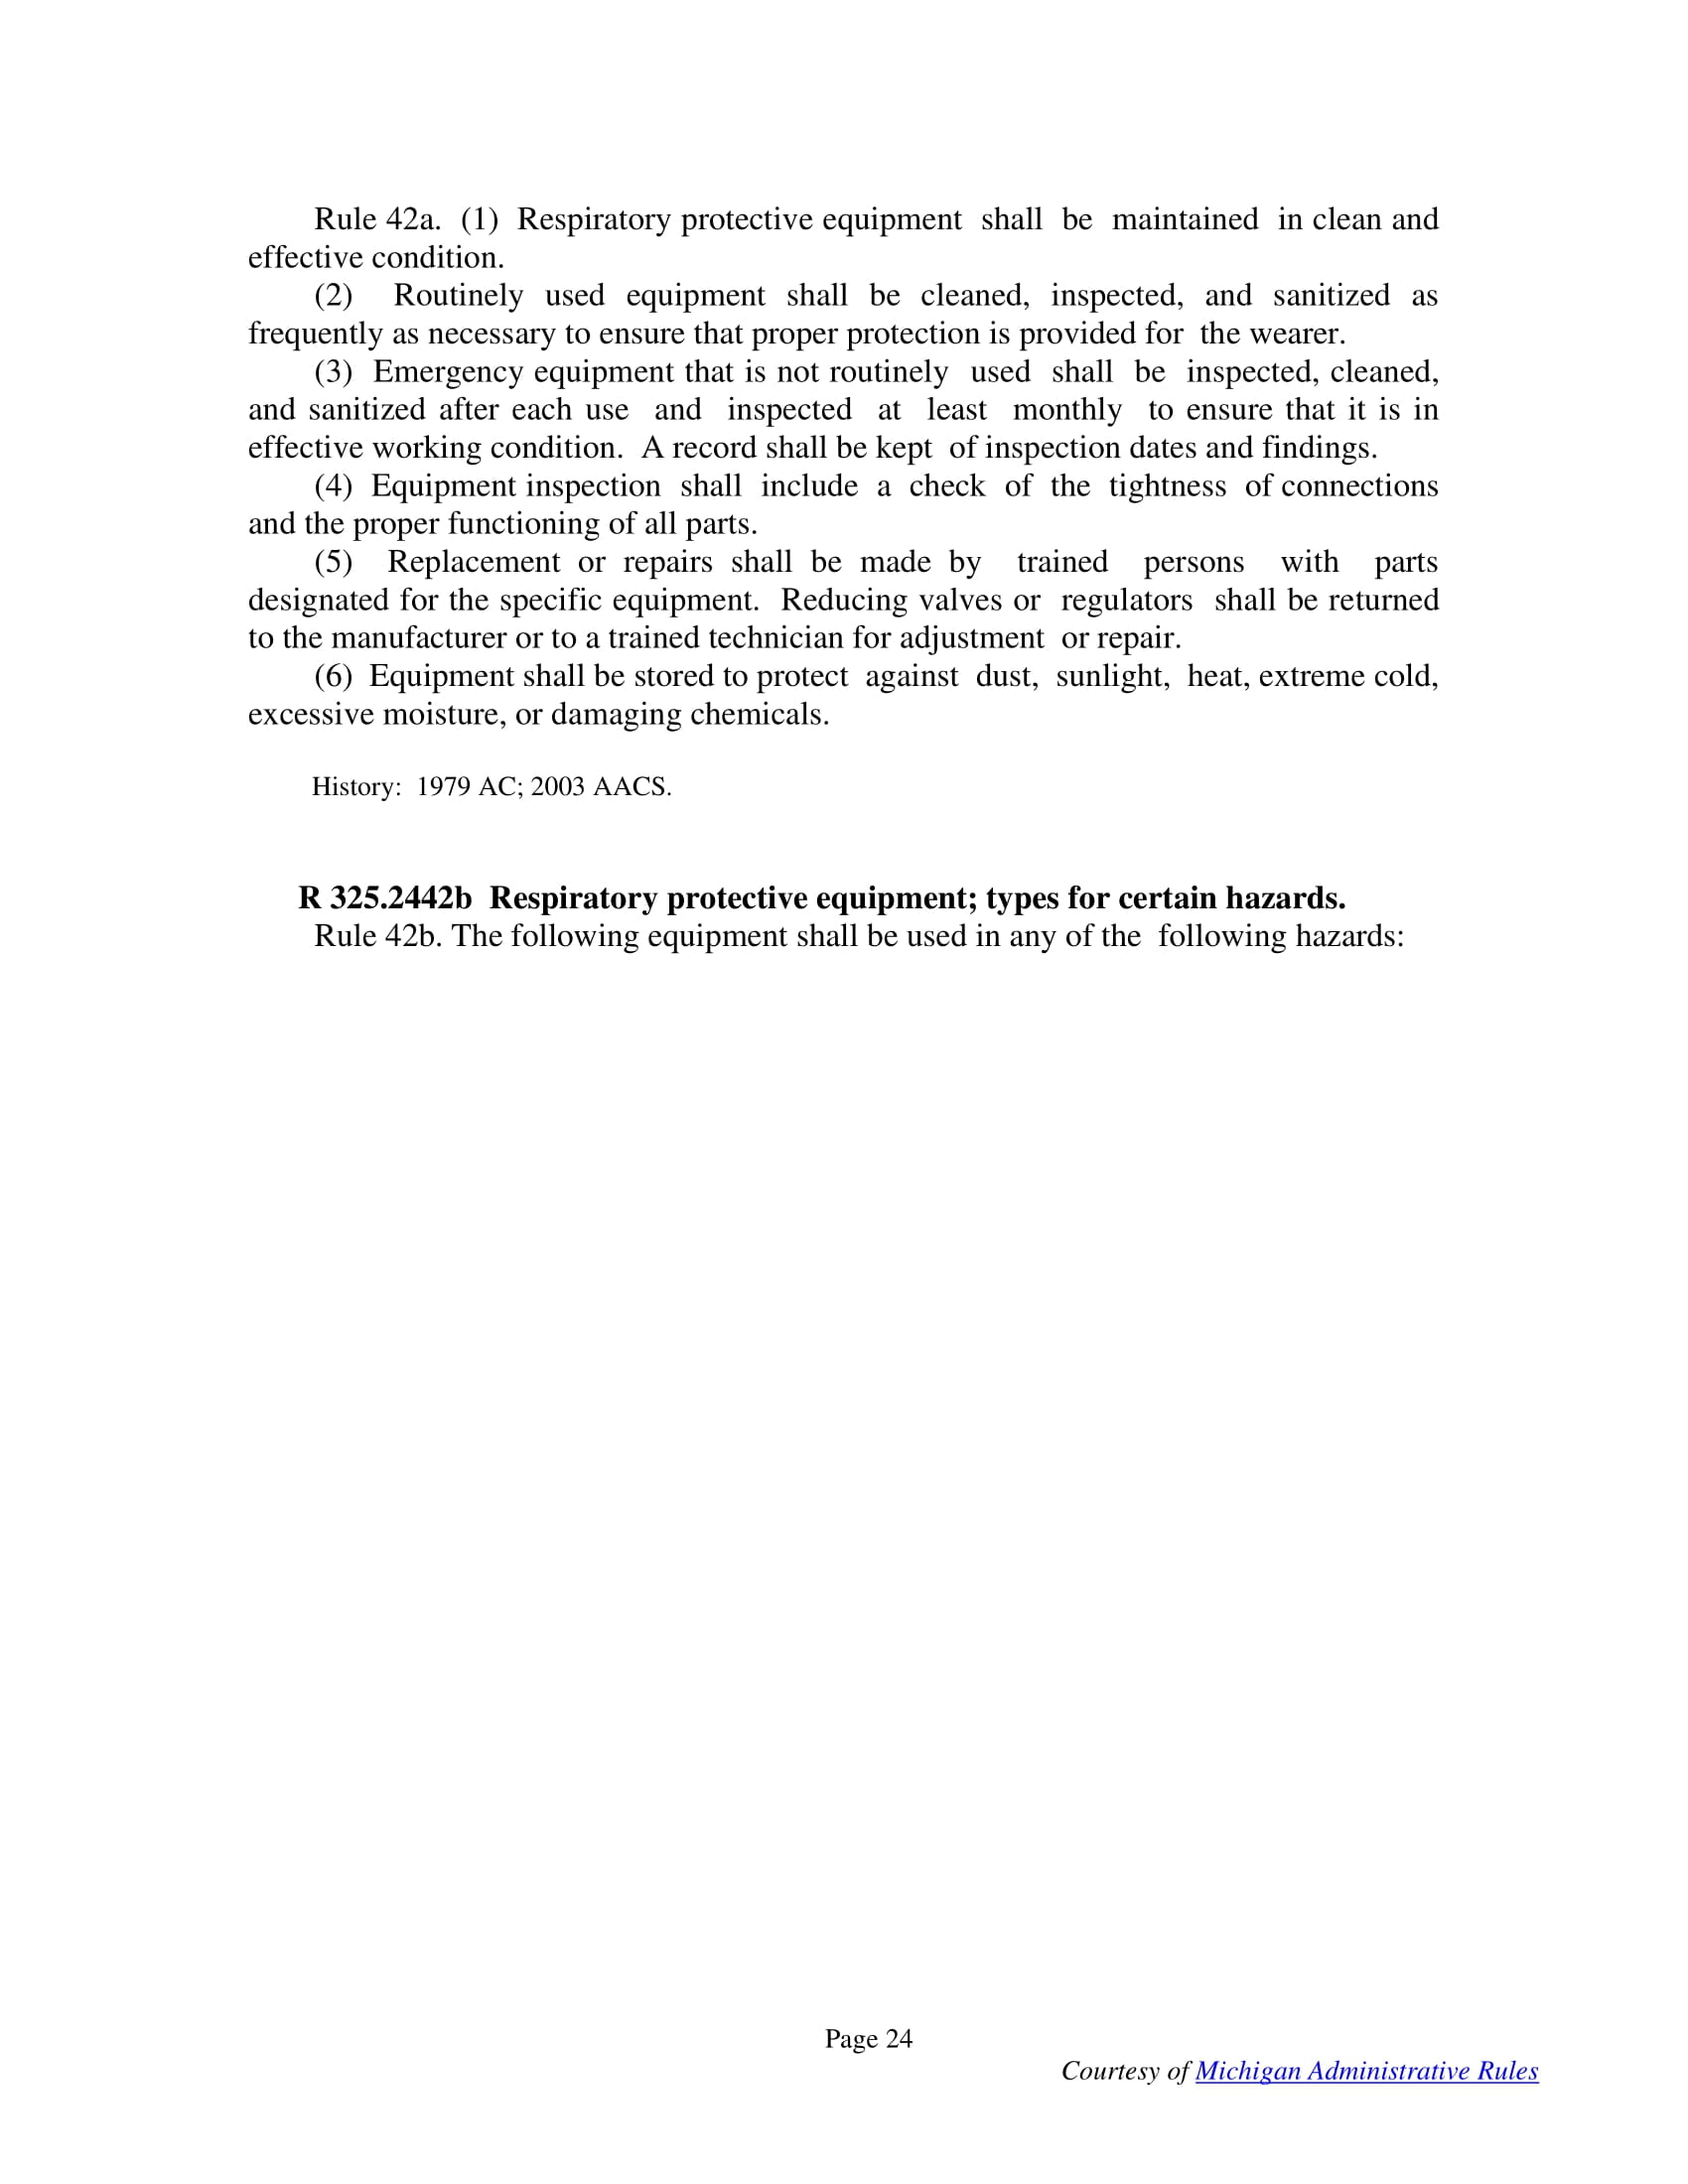 Rule 42a. (1) Respiratory protective equipment shall be maintained in clean and
effective condition.
(2) Routinely used equipment shall be cleaned, inspected, and sanitized as
frequently as necessary to ensure that proper protection is provided for the wearer.
(3) Emergency equipment that is not routinely used shall be inspected, cleaned,
and sanitized after each use and inspected at least monthly to ensure that it is in
effective working condition. A record shall be kept of inspection dates and findings.
(4) Equipment inspection shall include a check of the tightness of connections
and the proper functioning of all parts.
(5) Replacement or repairs shall be made by trained persons with parts
designated for the specific equipment. Reducing valves or regulators shall be returned
to the manufacturer or to a trained technician for adjustment or repair.
(6) Equipment shall be stored to protect against dust, sunlight, heat, extreme cold,
excessive moisture, or damaging chemicals.
History: 1979 AC; 2003 AACS.
R 325.2442b Respiratory protective equipment; types for certain hazards.
Rule 42b. The following equipment shall be used in any of the following hazards:
Page 24
Courtesy of Michigan Administrative Rules